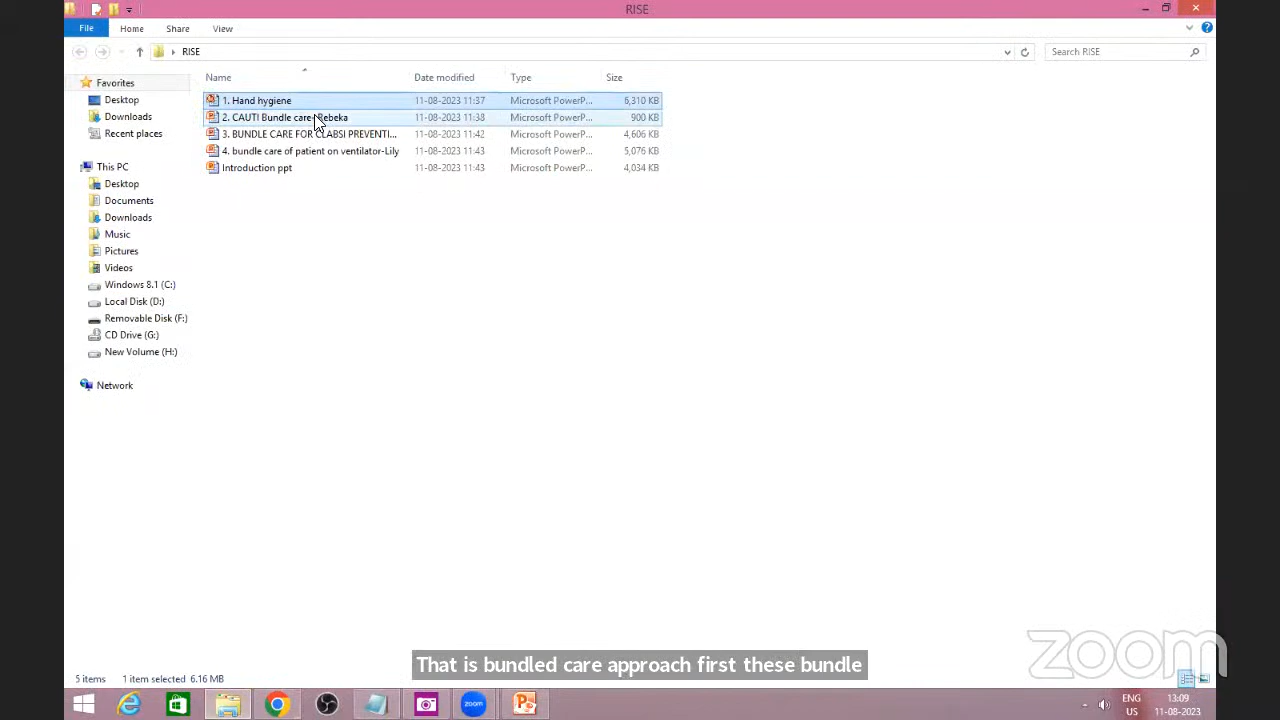 RISE
File Home Share View
RISE Search RISE
Name Date modified Type Size
Favorites
Desktop
Downloads
Recent places
This PC
Desktop
Documents
Downloads
Music
Pictures
Videos
Windows 8.1 (C:)
Local Disk (D:)
Removable Disk (F:)
CD Drive (G:)
New Volume (H:)
Network
1. Hand hygiene 11-08-2023 11:37 Microsoft PowerP... 6,310 KB
2. CAUTI Bundle care- Rebeka 11-08-2023 11:38 Microsoft PowerP... 900 KB
3. BUNDLE CARE FOR CLABSI PREVENTI... 11-08-2023 11:42 Microsoft PowerP... 4,606 KB
4. bundle care of patient on ventilator-Lily 11-08-2023 11:43 Microsoft PowerP... 5,076 KB
Introduction ppt 11-08-2023 11:43 Microsoft PowerP... 4,034 KB
zoom
That is bundled care approach first these bundle
5 items 1 item selected 6.16 MB
zoom
ENG 13:09
US 11-08-2023